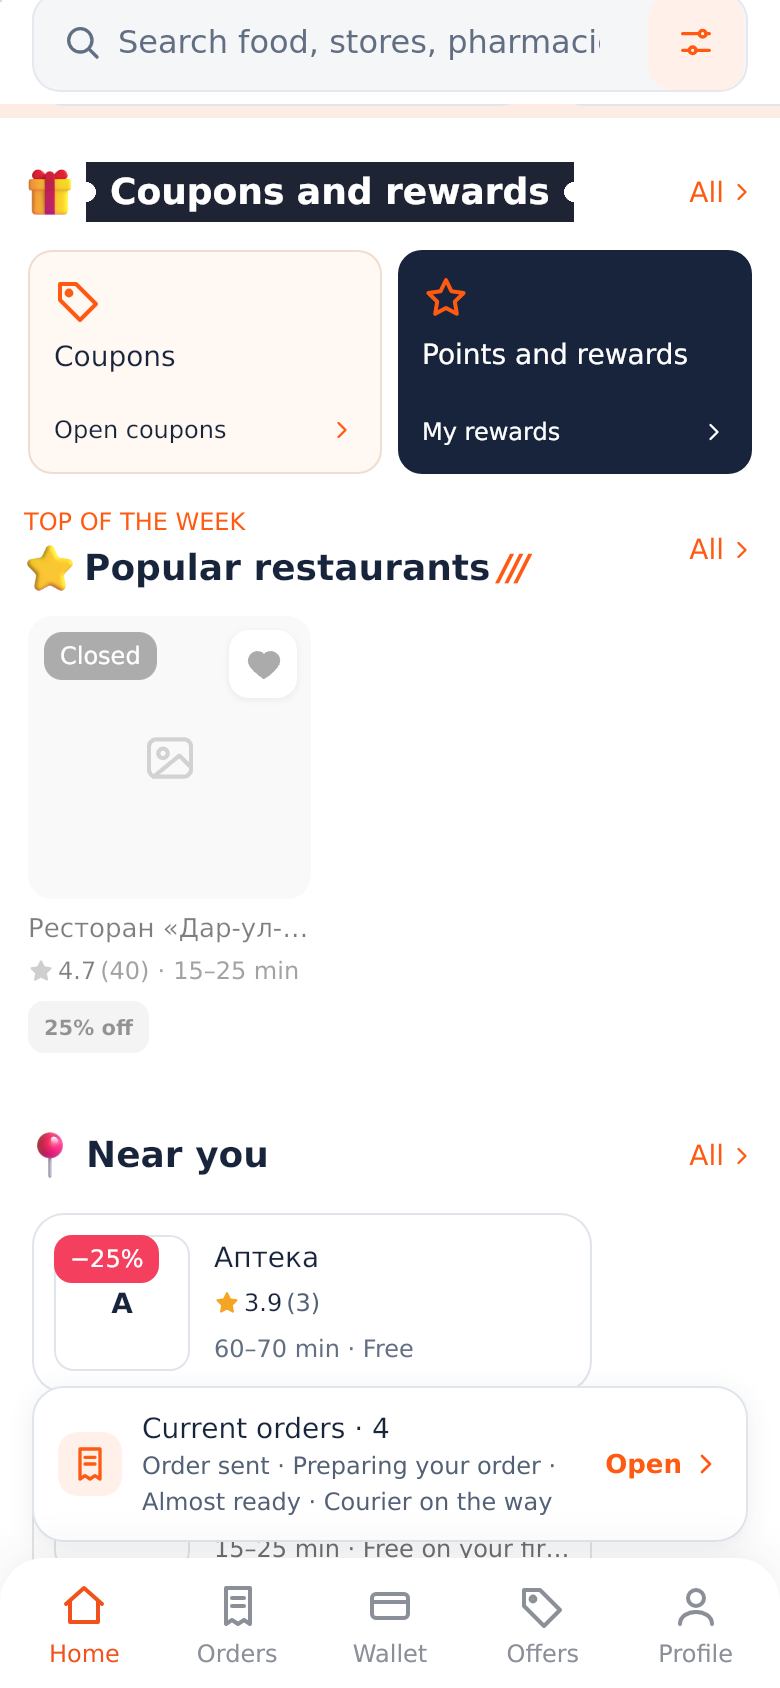 Search food, stores, pharmaci
Coupons and rewards
All
Coupons
Open coupons
Points and rewards
My rewards
TOP OF THE WEEK
Popular restaurants
All
Closed
Ресторан «Дар-ул-...
4.7 (40) · 15–25 min
25% off
Near you
All
−25%
A
Аптека
3.9 (3)
60–70 min · Free
Current orders · 4
Order sent · Preparing your order ·
Almost ready · Courier on the way
Open
15–25 min · Free on your fir...
Home
Orders
Wallet
Offers
Profile